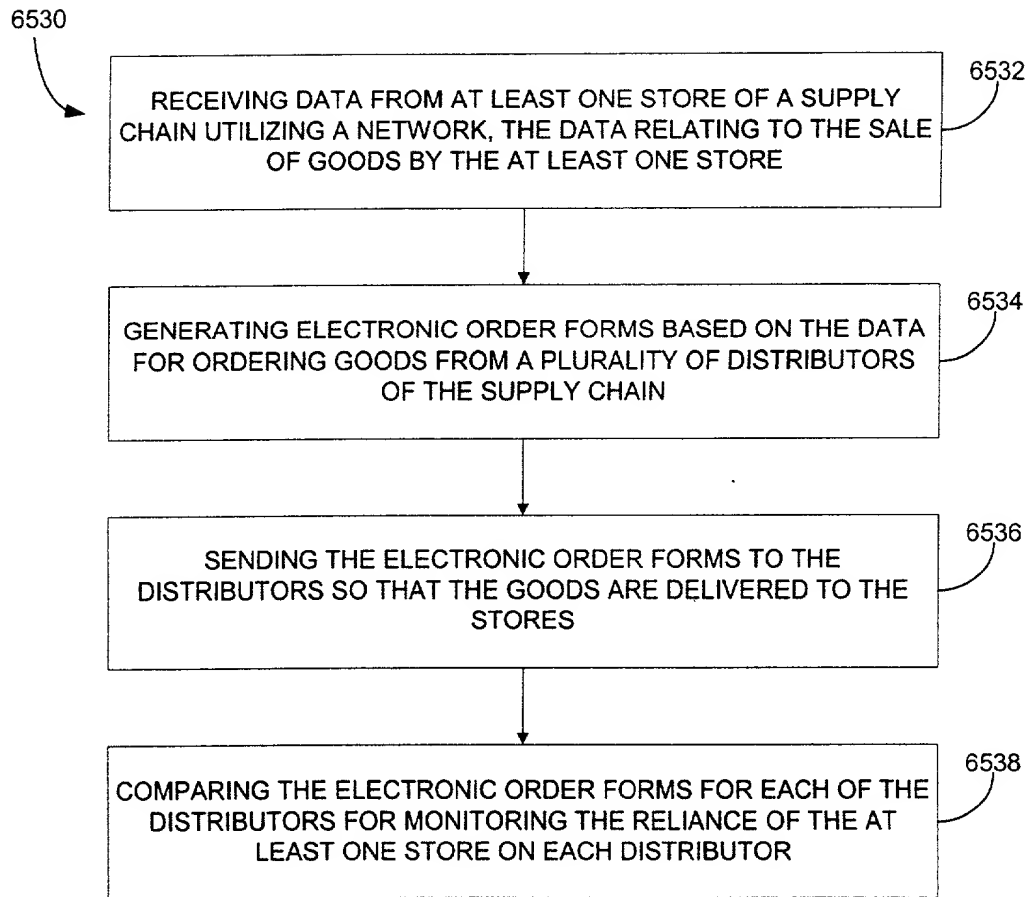 6530
6532
RECEIVING DATA FROM AT LEAST ONE STORE OF A SUPPLY
CHAIN UTILIZING A NETWORK, THE DATA RELATING TO THE SALE
OF GOODS BY THE AT LEAST ONE STORE
6534
GENERATING ELECTRONIC ORDER FORMS BASED ON THE DATA
FOR ORDERING GOODS FROM A PLURALITY OF DISTRIBUTORS
OF THE SUPPLY CHAIN
6536
SENDING THE ELECTRONIC ORDER FORMS TO THE
DISTRIBUTORS SO THAT THE GOODS ARE DELIVERED TO THE
STORES
6538
COMPARING THE ELECTRONIC ORDER FORMS FOR EACH OF THE
DISTRIBUTORS FOR MONITORING THE RELIANCE OF THE AT
LEAST ONE STORE ON EACH DISTRIBUTOR